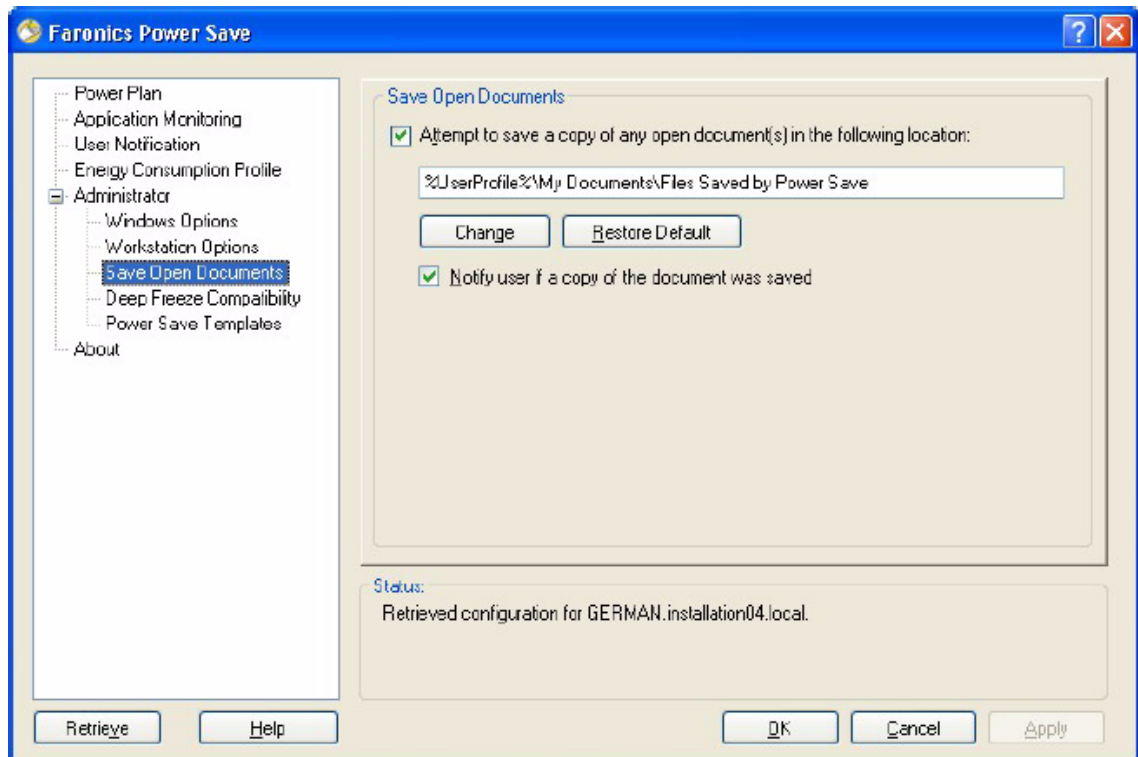 Faronics Power Save
Power Plan
Application Monitoring
User Notification
Energy Consumption Profile
Administrator
Windows Options
Workstation Options
Save Open Documents
Deep Freeze Compatibility
Power Save Templates
About
Save Open Documents
Attempt to save a copy of any open document(s) in the following location:
%UserProfile%\My Documents\Files Saved by Power Save
Change Restore Default
Notify user if a copy of the document was saved
Status:
Retrieved configuration for GERMAN.installation04.local.
Retrieve Help OK Cancel Apply